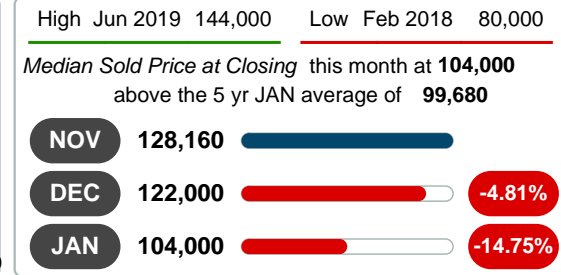 High Jun 2019 144,000 Low Feb 2018 80,000
Median Sold Price at Closing this month at 104,000
above the 5 yr JAN average of 99,680
NOV 128,160
DEC 122,000 -4.81%
JAN 104,000 -14.75%